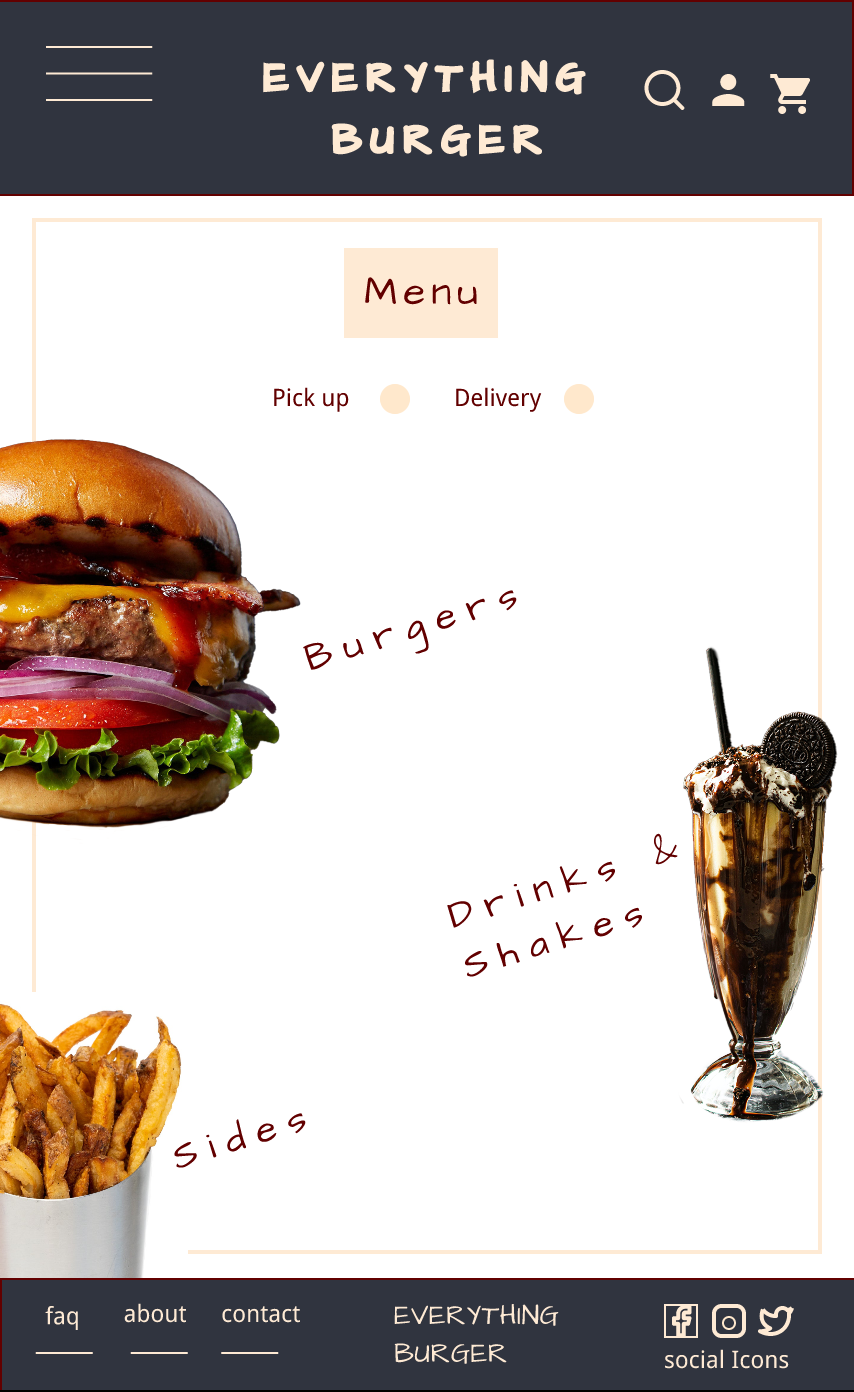 EVERYTHING
BURGER
Menu
Pick up
Delivery
Burgers
Drinks &
Shakes
Sides
faq
about
contact
EVERYTHING
BURGER
social Icons